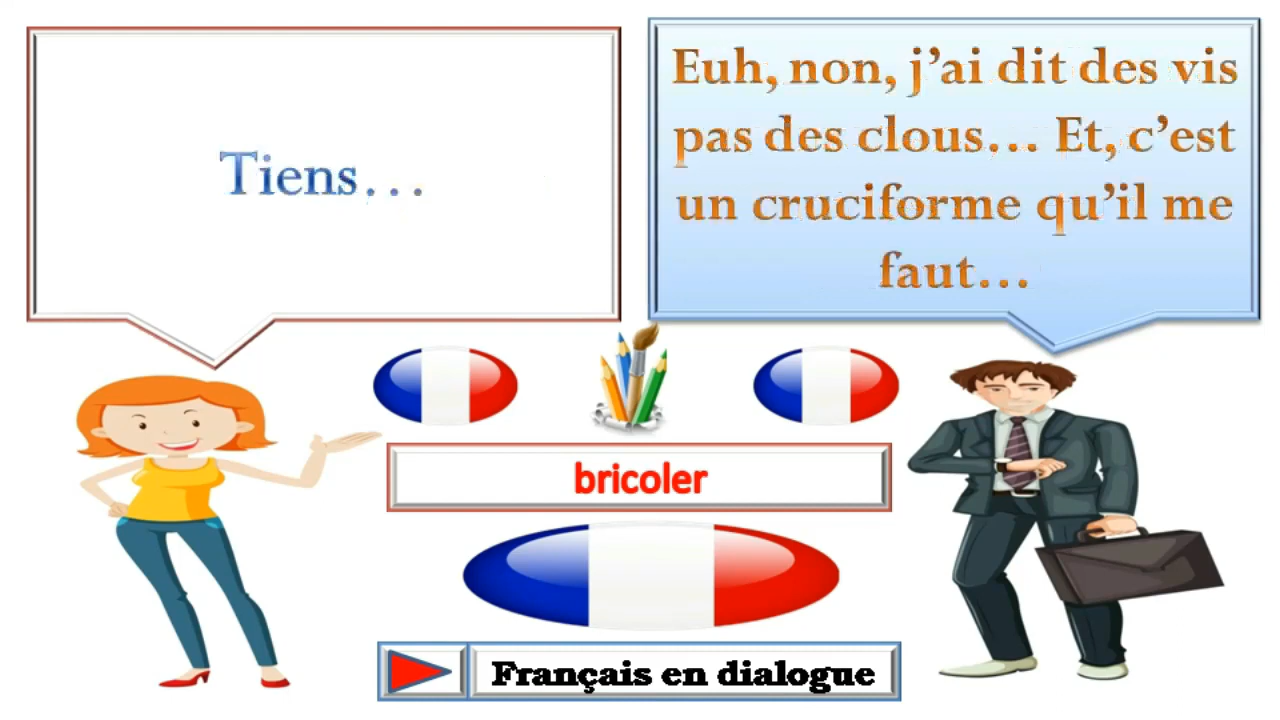 Tiens…
Euh, non, j’ai dit des vis
pas des clous… Et, c’est
un cruciforme qu’il me
faut…
bricoler
Français en dialogue